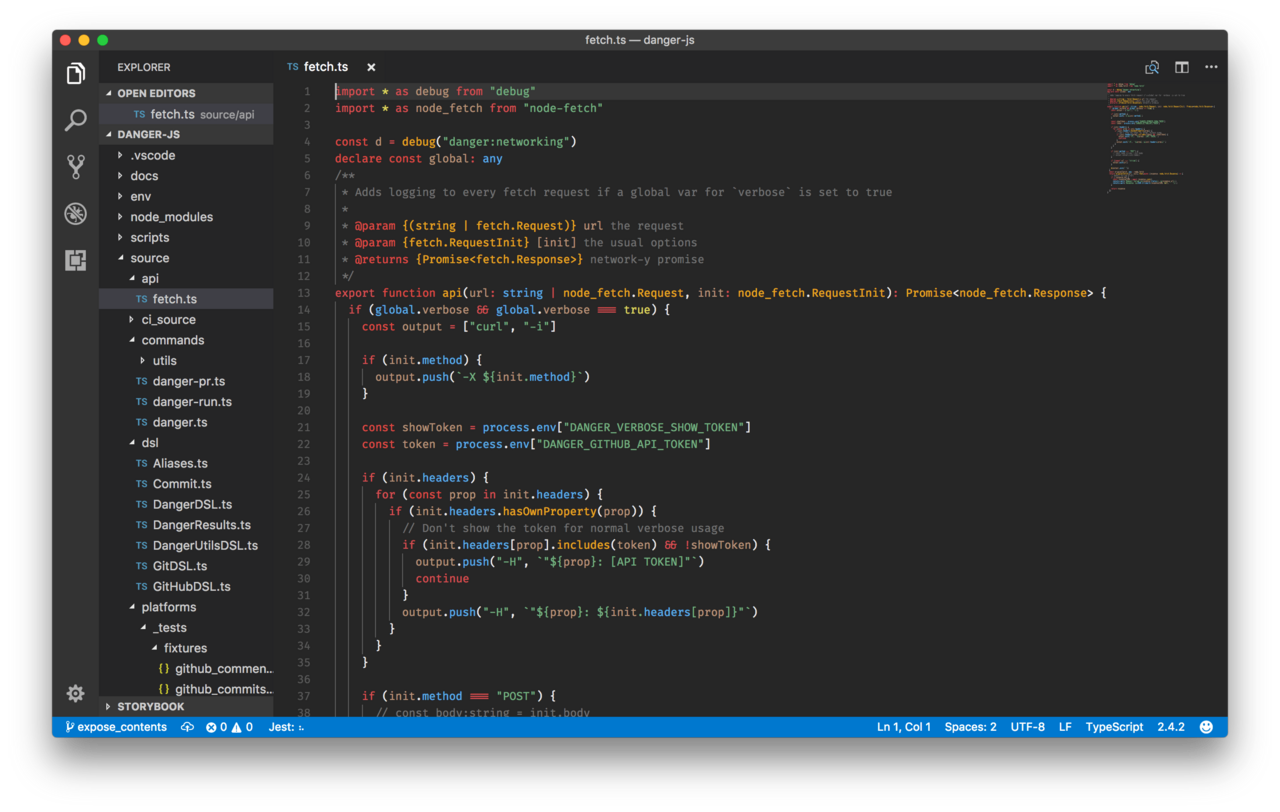 fetch.ts — danger-js
EXPLORER
OPEN EDITORS
TS fetch.ts source/api
DANGER-JS
.vscode
docs
env
node_modules
scripts
source
api
TS fetch.ts
ci_source
commands
utils
TS danger-pr.ts
TS danger-run.ts
TS danger.ts
dsl
TS Aliases.ts
TS Commit.ts
TS DangerDSL.ts
TS DangerResults.ts
TS DangerUtilsDSL.ts
TS GitDSL.ts
TS GitHubDSL.ts
platforms
_tests
fixtures
{} github_commen...
{} github_commits...
STORYBOOK
TS fetch.ts ×
1 import * as debug from "debug"
2 import * as node_fetch from "node-fetch"
3
4 const d = debug("danger:networking")
5 declare const global: any
6 /**
7  * Adds logging to every fetch request if a global var for `verbose` is set to true
8  *
9  * @param {(string | fetch.Request)} url the request
10  * @param {fetch.RequestInit} [init] the usual options
11  * @returns {Promise<fetch.Response>} network-y promise
12  */
13 export function api(url: string | node_fetch.Request, init: node_fetch.RequestInit): Promise<node_fetch.Response> {
14   if (global.verbose && global.verbose === true) {
15     const output = ["curl", "-i"]
16
17     if (init.method) {
18       output.push(`-X ${init.method}`)
19     }
20
21     const showToken = process.env["DANGER_VERBOSE_SHOW_TOKEN"]
22     const token = process.env["DANGER_GITHUB_API_TOKEN"]
23
24     if (init.headers) {
25       for (const prop in init.headers) {
26         if (init.headers.hasOwnProperty(prop)) {
27           // Don't show the token for normal verbose usage
28           if (init.headers[prop].includes(token) && !showToken) {
29             output.push("-H", `"${prop}: [API TOKEN]"`)
30             continue
31           }
32           output.push("-H", `"${prop}: ${init.headers[prop]}"`)
33         }
34       }
35     }
36
37     if (init.method === "POST") {
38       // const body:string = init.body
expose_contents 0 0 Jest: :. Ln 1, Col 1 Spaces: 2 UTF-8 LF TypeScript 2.4.2